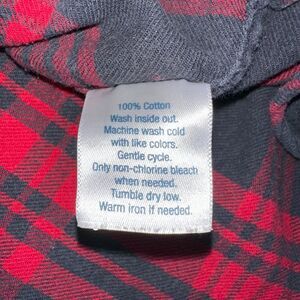 100% Cotton
Wash inside out.
Machine wash cold
with like colors.
Gentle cycle.
Only non-chlorine bleach
when needed.
Tumble dry low.
Warm iron if needed.